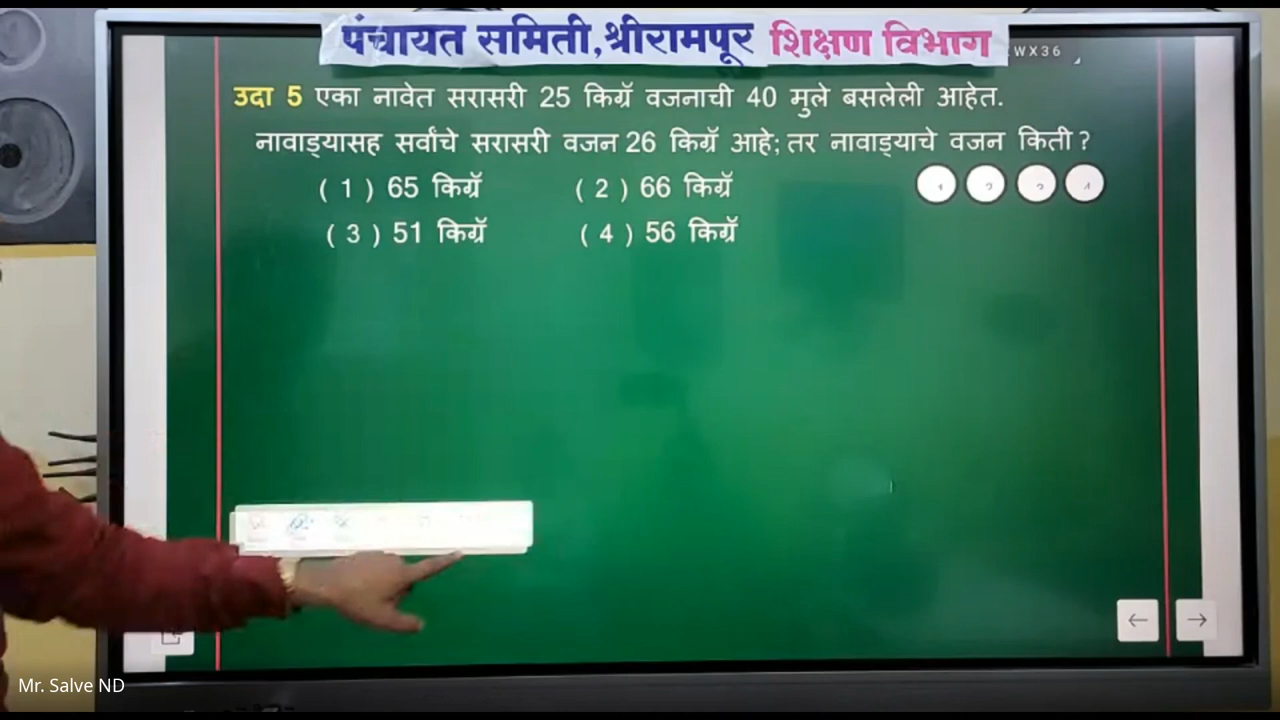 पंचायत समिती,श्रीरामपूर शिक्षण विभाग
WX36
उदा 5 एका नावेत सरासरी 25 किग्रॅ वजनाची 40 मुले बसलेली आहेत.
नावाड्यासह सर्वांचे सरासरी वजन 26 किग्रॅ आहे; तर नावाड्याचे वजन किती ?
( 1 ) 65 किग्रॅ ( 2 ) 66 किग्रॅ
( 3 ) 51 किग्रॅ ( 4 ) 56 किग्रॅ
Mr. Salve ND